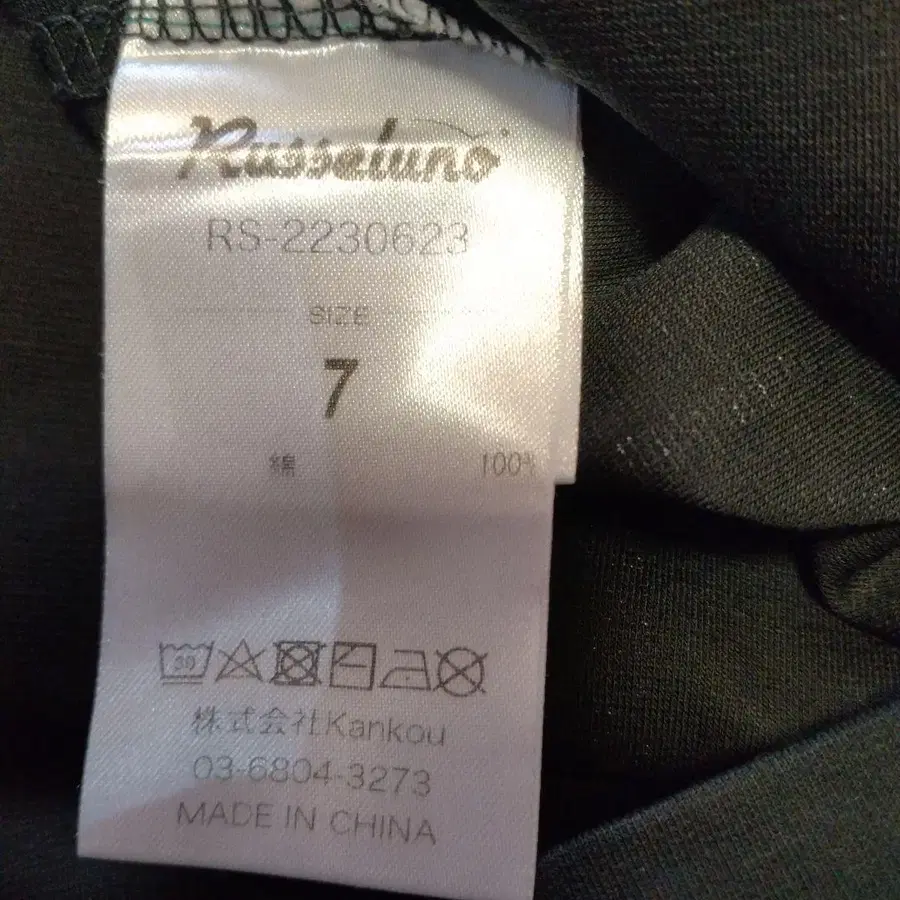 Russeluno
RS-2230623
SIZE
7
綿 100%
30
株式会社Kankou
03-6804-3273
MADE IN CHINA